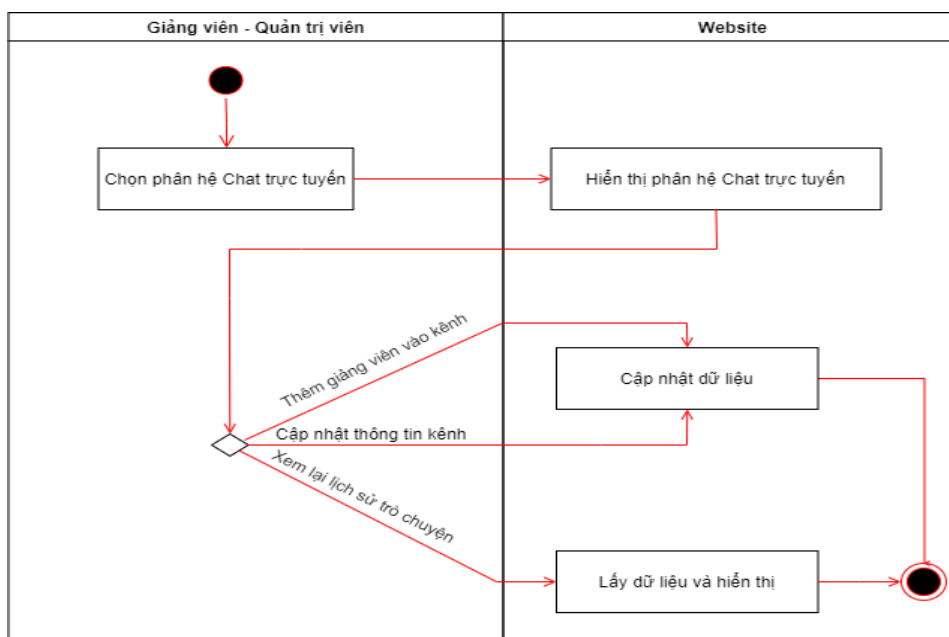 Giảng viên - Quản trị viên
Website
Chọn phân hệ Chat trực tuyến
Hiển thị phân hệ Chat trực tuyến
Thêm giảng viên vào kênh
Cập nhật dữ liệu
Cập nhật thông tin kênh
Xem lại lịch sử trò chuyện
Lấy dữ liệu và hiển thị